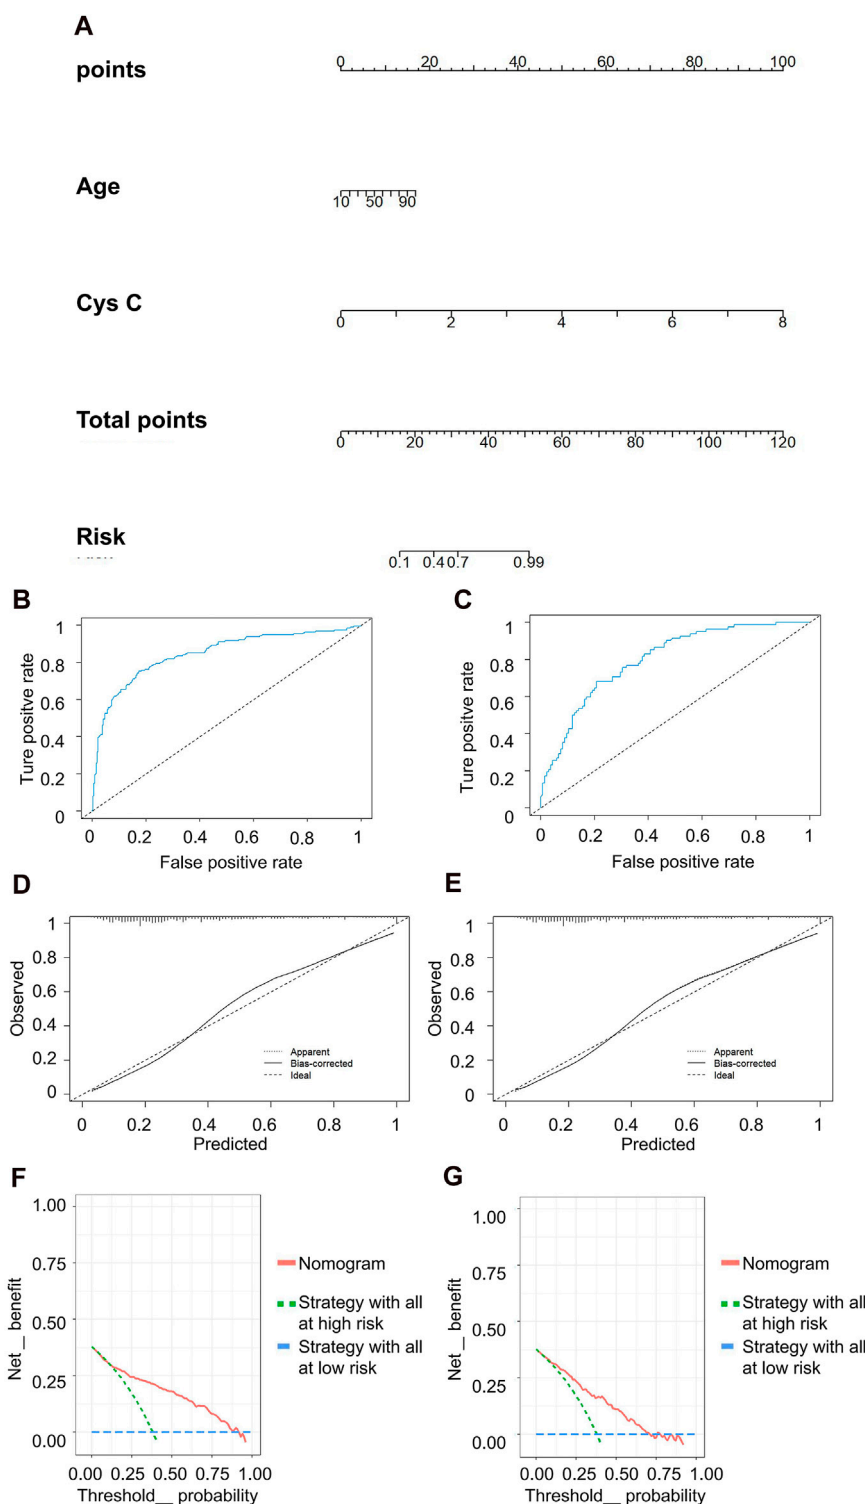 A
points
0 20 40 60 80 100
Age
10 50 90
Cys C
0 2 4 6 8
Total points
0 20 40 60 80 100 120
Risk
0.1 0.4 0.7 0.99
B
Ture positve rate
1
0.8
0.6
0.4
0.2
0
0 0.2 0.4 0.6 0.8 1
False positive rate
C
Ture positve rate
1
0.8
0.6
0.4
0.2
0
0 0.2 0.4 0.6 0.8 1
False positive rate
D
Observed
1
0.8
0.6
0.4
0.2
0
Apparent
Bias-corrected
Ideal
0 0.2 0.4 0.6 0.8 1
Predicted
E
Observed
1
0.8
0.6
0.4
0.2
0
Apparent
Bias-corrected
Ideal
0 0.2 0.4 0.6 0.8 1
Predicted
F
Net__benefit
1.00
0.75
0.50
0.25
0.00
0.00 0.25 0.50 0.75 1.00
Threshold__ probability
Nomogram
Strategy with all
at high risk
Strategy with all
at low risk
G
Net__benefit
1.00
0.75
0.50
0.25
0.00
0.00 0.25 0.50 0.75 1.00
Threshold__ probability
Nomogram
Strategy with all
at high risk
Strategy with all
at low risk